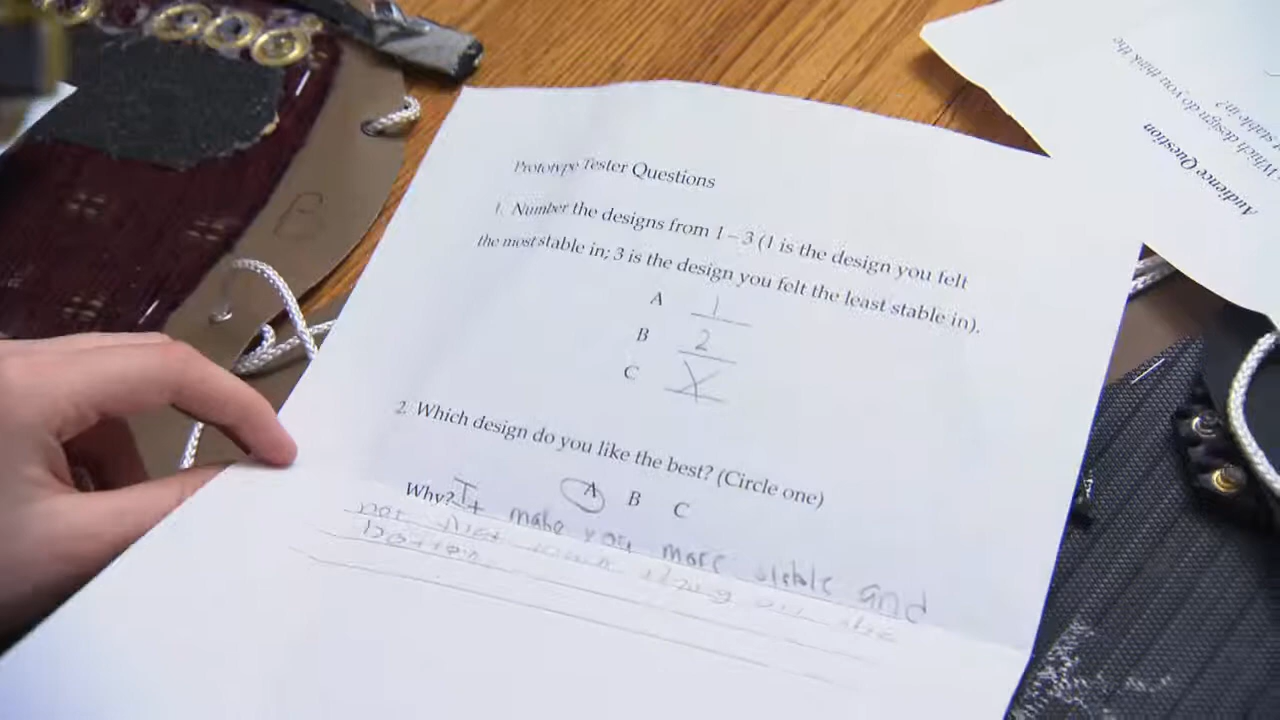 Prototype Tester Questions
1. Number the designs from 1 – 3 (1 is the design you felt
the most stable in; 3 is the design you felt the least stable in).
A 1
B 2
C X
2. Which design do you like the best? (Circle one)
A B C
Why? It make you more stable and
not just
bottom
Audience Question
Which design do you think the
stable in?
B